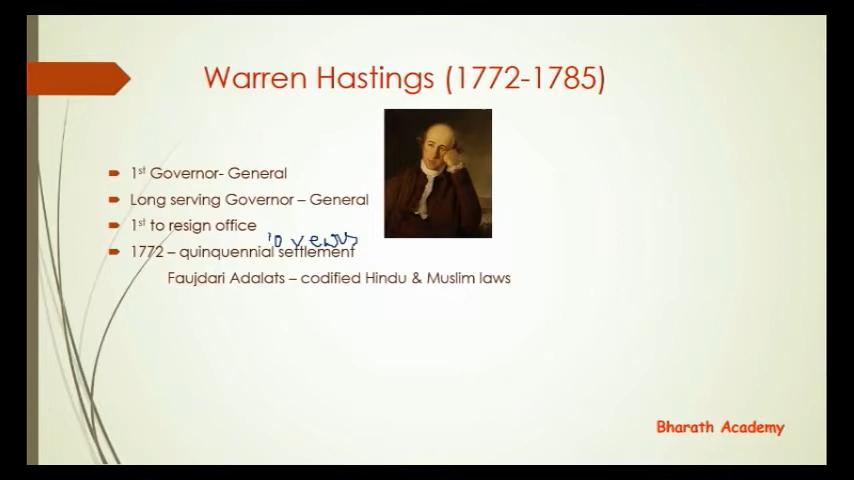 Warren Hastings (1772-1785)
1st Governor- General
Long serving Governor – General
1st to resign office
10 years
1772 – quinquennial settlement
Faujdari Adalats – codified Hindu & Muslim laws
Bharath Academy